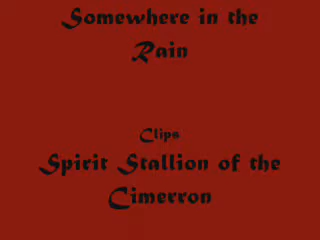 Somewhere in the
Rain
Clips
Spirit Stallion of the
Cimerron